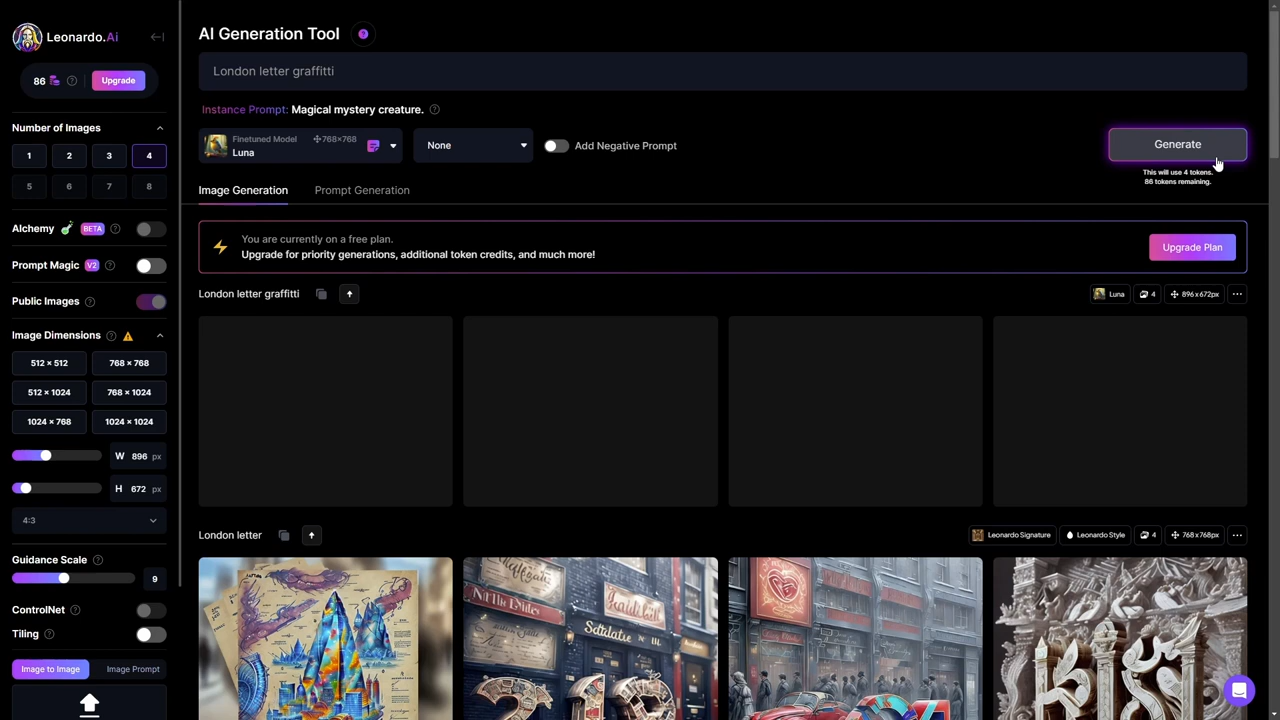 Leonardo.Ai
86
Upgrade
Number of Images
1
2
3
4
5
6
7
8
Alchemy
BETA
Prompt Magic
V2
Public Images
Image Dimensions
512 × 512
768 × 768
512 × 1024
768 × 1024
1024 × 768
1024 × 1024
W 896 px
H 672 px
4:3
Guidance Scale
9
ControlNet
Tiling
Image to Image
Image Prompt
AI Generation Tool
?
London letter graffitti
Instance Prompt: Magical mystery creature.
Finetuned Model
768×768
Luna
None
Add Negative Prompt
Generate
This will use 4 tokens.
86 tokens remaining.
Image Generation
Prompt Generation
You are currently on a free plan.
Upgrade for priority generations, additional token credits, and much more!
Upgrade Plan
London letter graffitti
Luna
4
896 x 672px
London letter
Leonardo Signature
Leonardo Style
4
768 x 768px